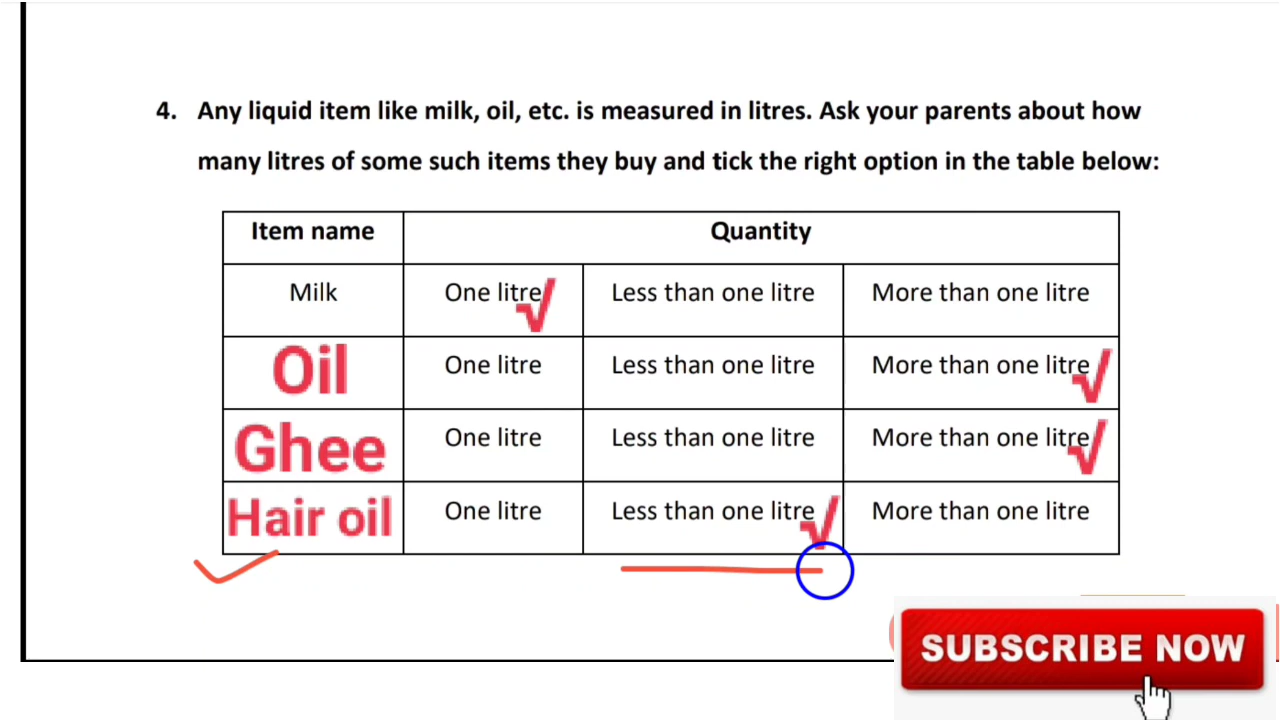 4. Any liquid item like milk, oil, etc. is measured in litres. Ask your parents about how
many litres of some such items they buy and tick the right option in the table below:
Item name Quantity
Milk One litre√ Less than one litre More than one litre
Oil One litre Less than one litre More than one litre√
Ghee One litre Less than one litre More than one litre√
Hair oil One litre Less than one litre√ More than one litre
SUBSCRIBE NOW